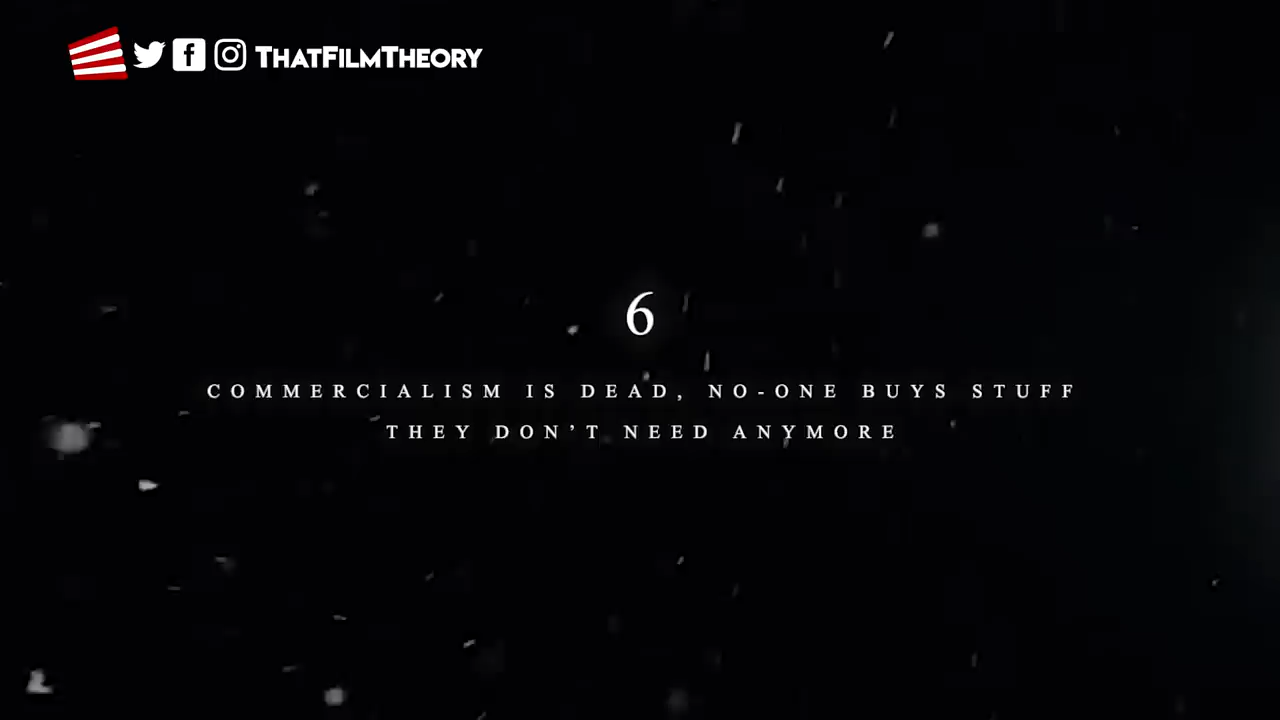 THATFILMTHEORY
6
COMMERCIALISM IS DEAD, NO-ONE BUYS STUFF
THEY DON’T NEED ANYMORE